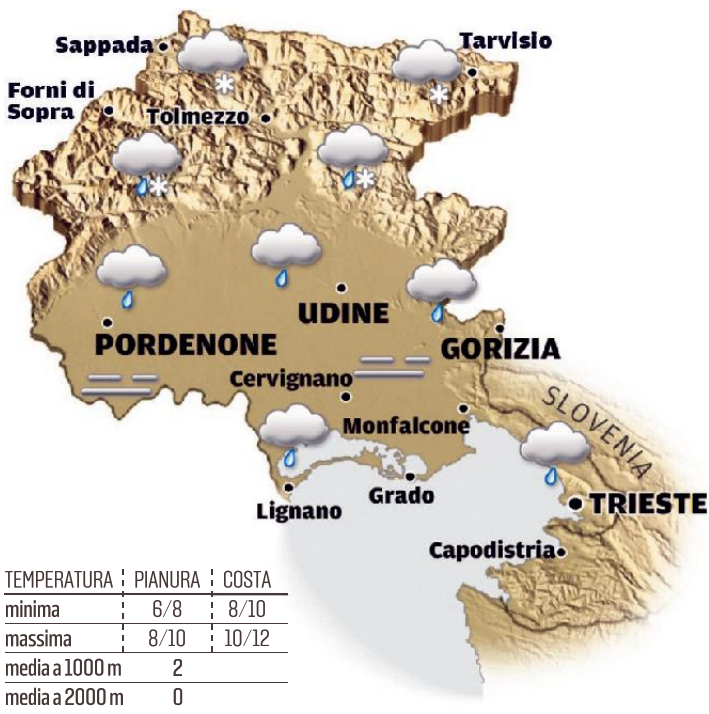 Sappada
Tarvisio
Forni di
Sopra
Tolmezzo
UDINE
PORDENONE
GORIZIA
Cervignano
SLOVENIA
Monfalcone
Grado
Lignano
TRIESTE
Capodistria
TEMPERATURA PIANURA COSTA
minima 6/8 8/10
massima 8/10 10/12
media a 1000 m 2
media a 2000 m 0